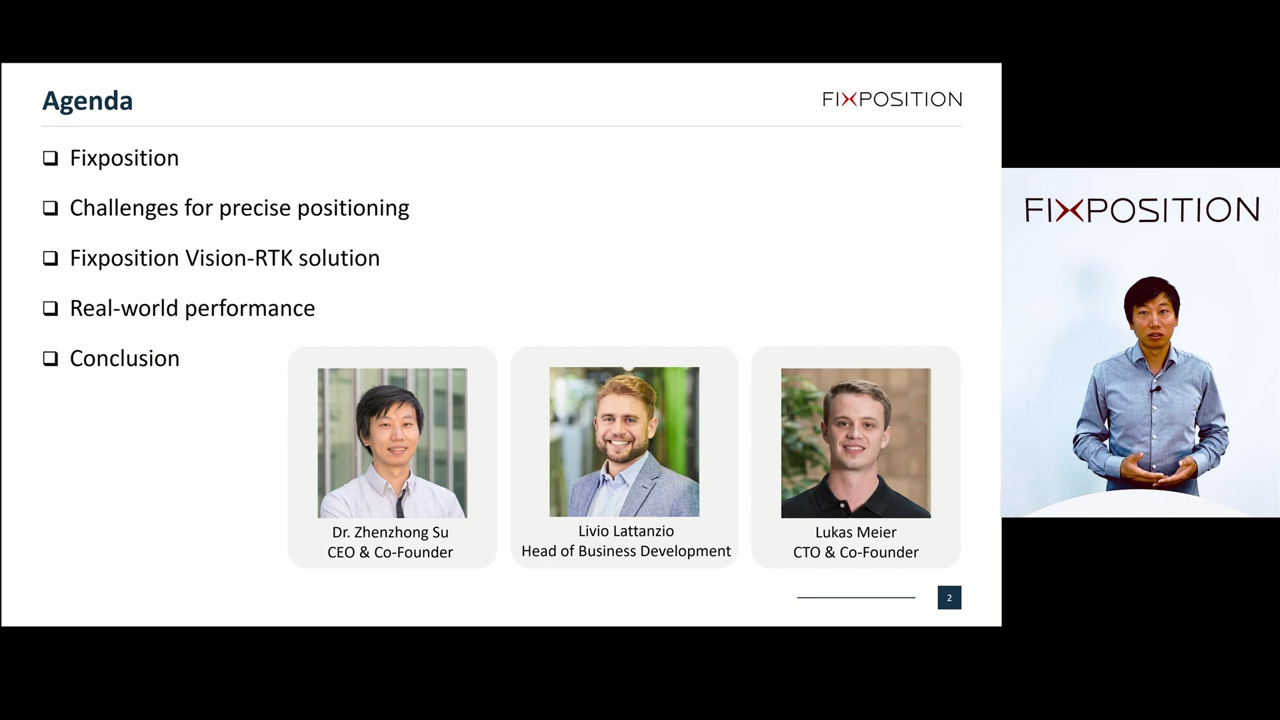 Agenda
FIXPOSITION
Fixposition
Challenges for precise positioning
Fixposition Vision-RTK solution
Real-world performance
Conclusion
Dr. Zhenzhong Su
CEO & Co-Founder
Livio Lattanzio
Head of Business Development
Lukas Meier
CTO & Co-Founder
2
FIXPOSITION